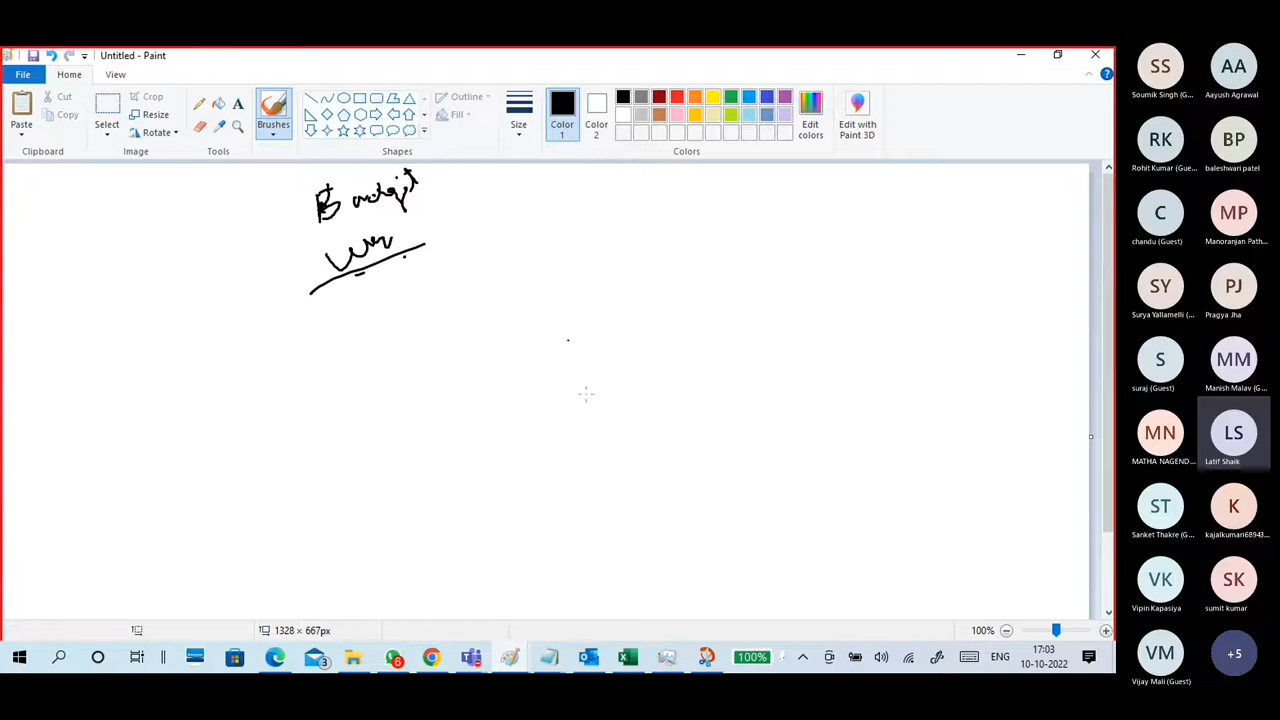 Untitled - Paint
File
Home
View
Paste
Cut
Copy
Clipboard
Select
Crop
Resize
Rotate
Image
A
Tools
Brushes
Outline
Fill
Shapes
Size
Color
1
Color
2
Edit
colors
Edit with
Paint 3D
Colors
1328 × 667px
100%
3
6
100%
ENG
17:03
10-10-2022
SS
Soumik Singh (G...
AA
Aayush Agrawal
RK
Rohit Kumar (Gue...
BP
baleshwari patel
C
chandu (Guest)
MP
Manoranjan Path...
SY
Surya Yallamelli (...
PJ
Pragya Jha
S
suraj (Guest)
MM
Manish Malav (G...
MN
MATHA NAGEND...
LS
Latif Shaik
ST
Sanket Thakre (G...
K
kajalkumari68943...
VK
Vipin Kapasiya
SK
sumit kumar
VM
Vijay Mali (Guest)
+5